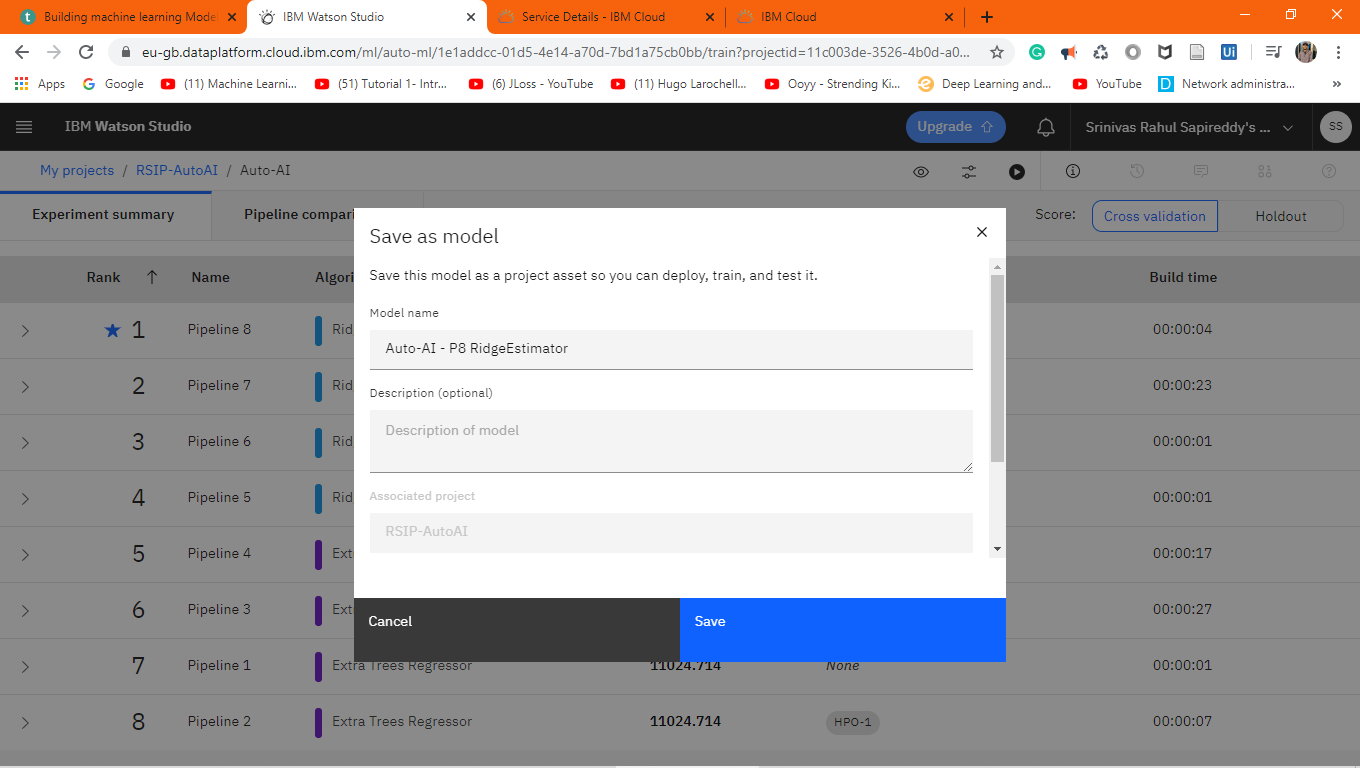 Building machine learning Mode
IBM Watson Studio
Service Details - IBM Cloud
IBM Cloud
eu-gb.dataplatform.cloud.ibm.com/ml/auto-ml/1e1addcc-01d5-4e14-a70d-7bd1a75cb0bb/train?projectid=11c003de-3526-4b0d-a0...
Apps
Google
(11) Machine Learni...
(51) Tutorial 1- Intr...
(6) JLoss - YouTube
(11) Hugo Larochell...
Ooyy - Strending Ki...
Deep Learning and...
YouTube
Network administra...
IBM Watson Studio
Upgrade
Srinivas Rahul Sapireddy's ...
SS
My projects / RSIP-AutoAI / Auto-AI
Experiment summary
Pipeline compari
Score:
Cross validation
Holdout
Rank
Name
Algori
Build time
1 Pipeline 8 Rid 00:00:04
2 Pipeline 7 Rid 00:00:23
3 Pipeline 6 Rid 00:00:01
4 Pipeline 5 Rid 00:00:01
5 Pipeline 4 Ext 00:00:17
6 Pipeline 3 Ext 00:00:27
7 Pipeline 1 Extra Trees Regressor 11024.714 None 00:00:01
8 Pipeline 2 Extra Trees Regressor 11024.714 HPO-1 00:00:07
Save as model
Save this model as a project asset so you can deploy, train, and test it.
Model name
Auto-AI - P8 RidgeEstimator
Description (optional)
Description of model
Associated project
RSIP-AutoAI
Cancel
Save